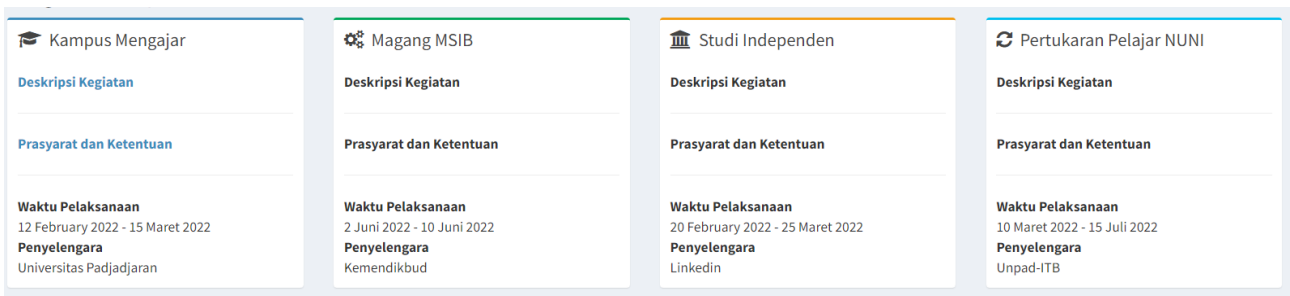 Kampus Mengajar
Deskripsi Kegiatan
Prasyarat dan Ketentuan
Waktu Pelaksanaan
12 February 2022 - 15 Maret 2022
Penyelengara
Universitas Padjadjaran
Magang MSIB
Deskripsi Kegiatan
Prasyarat dan Ketentuan
Waktu Pelaksanaan
2 Juni 2022 - 10 Juni 2022
Penyelengara
Kemendikbud
Studi Independen
Deskripsi Kegiatan
Prasyarat dan Ketentuan
Waktu Pelaksanaan
20 February 2022 - 25 Maret 2022
Penyelengara
Linkedin
Pertukaran Pelajar NUNI
Deskripsi Kegiatan
Prasyarat dan Ketentuan
Waktu Pelaksanaan
10 Maret 2022 - 15 Juli 2022
Penyelengara
Unpad-ITB